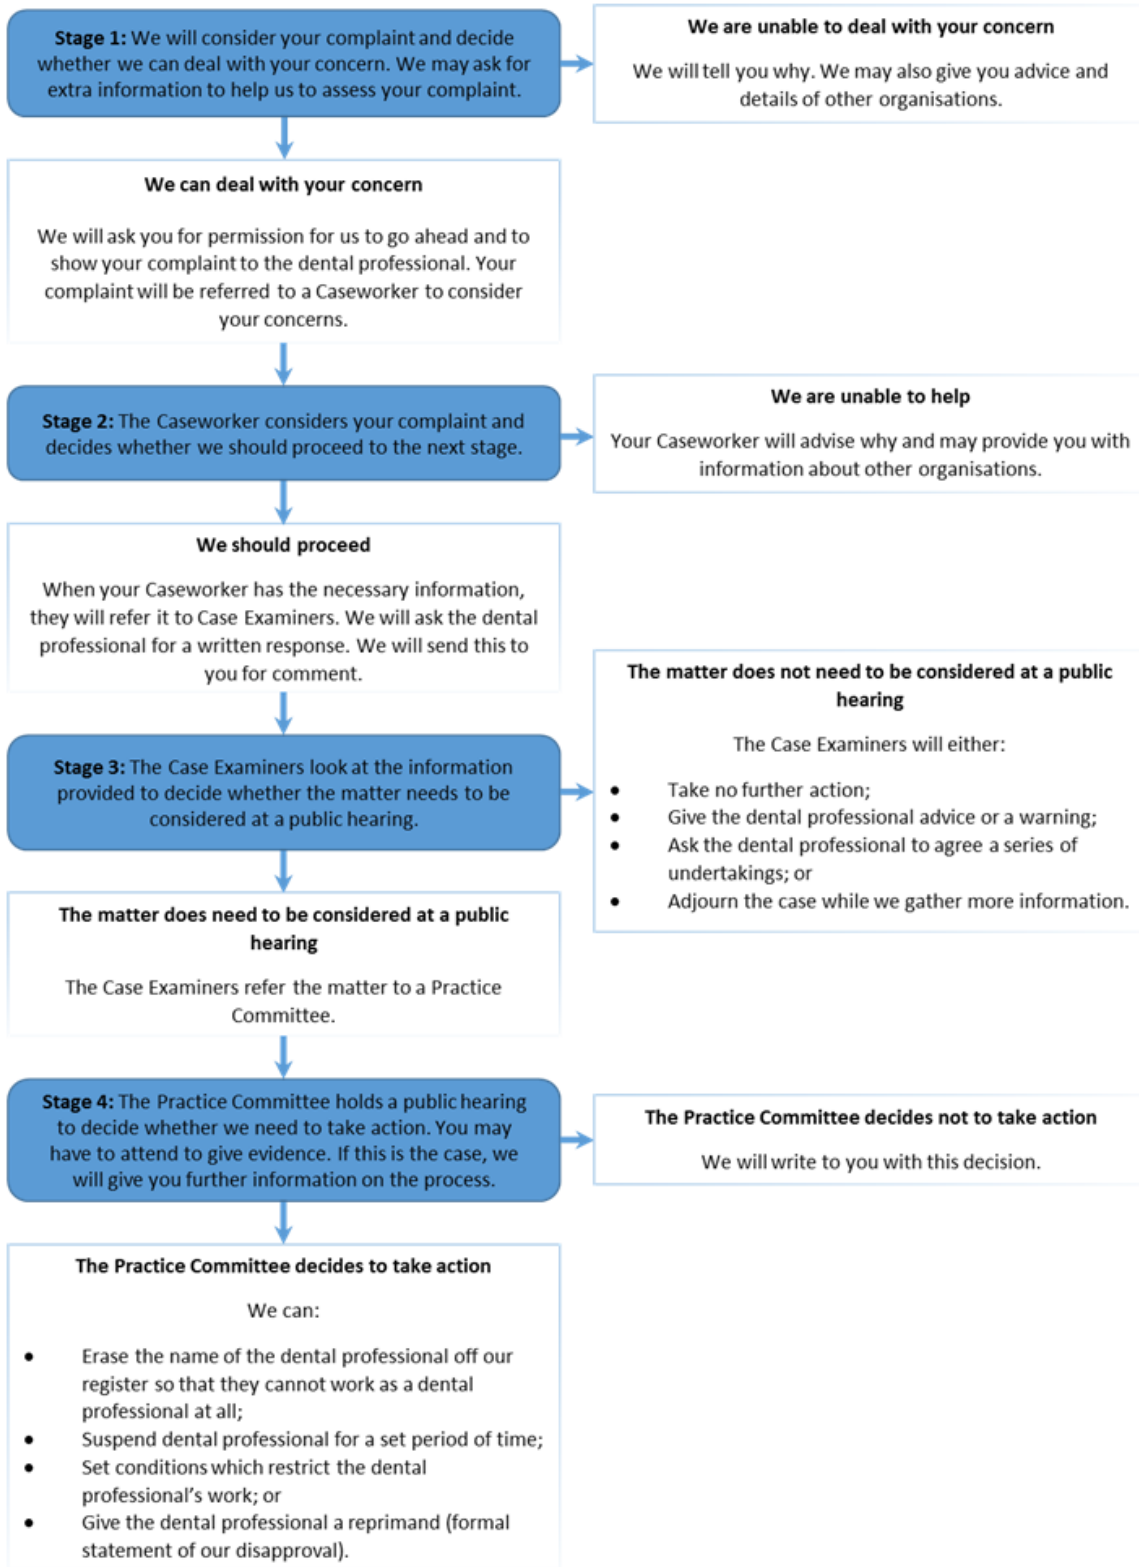 Stage 1: We will consider your complaint and decide
whether we can deal with your concern. We may ask for
extra information to help us to assess your complaint.
We are unable to deal with your concern
We will tell you why. We may also give you advice and
details of other organisations.
We can deal with your concern
We will ask you for permission for us to go ahead and to
show your complaint to the dental professional. Your
complaint will be referred to a Caseworker to consider
your concerns.
Stage 2: The Caseworker considers your complaint and
decides whether we should proceed to the next stage.
We are unable to help
Your Caseworker will advise why and may provide you with
information about other organisations.
We should proceed
When your Caseworker has the necessary information,
they will refer it to Case Examiners. We will ask the dental
professional for a written response. We will send this to
you for comment.
Stage 3: The Case Examiners look at the information
provided to decide whether the matter needs to be
considered at a public hearing.
The matter does not need to be considered at a public
hearing
The Case Examiners will either:
• Take no further action;
• Give the dental professional advice or a warning;
• Ask the dental professional to agree a series of
undertakings; or
• Adjourn the case while we gather more information.
The matter does need to be considered at a public
hearing
The Case Examiners refer the matter to a Practice
Committee.
Stage 4: The Practice Committee holds a public hearing
to decide whether we need to take action. You may
have to attend to give evidence. If this is the case, we
will give you further information on the process.
The Practice Committee decides not to take action
We will write to you with this decision.
The Practice Committee decides to take action
We can:
• Erase the name of the dental professional off our
register so that they cannot work as a dental
professional at all;
• Suspend dental professional for a set period of time;
• Set conditions which restrict the dental
professional's work; or
• Give the dental professional a reprimand (formal
statement of our disapproval).